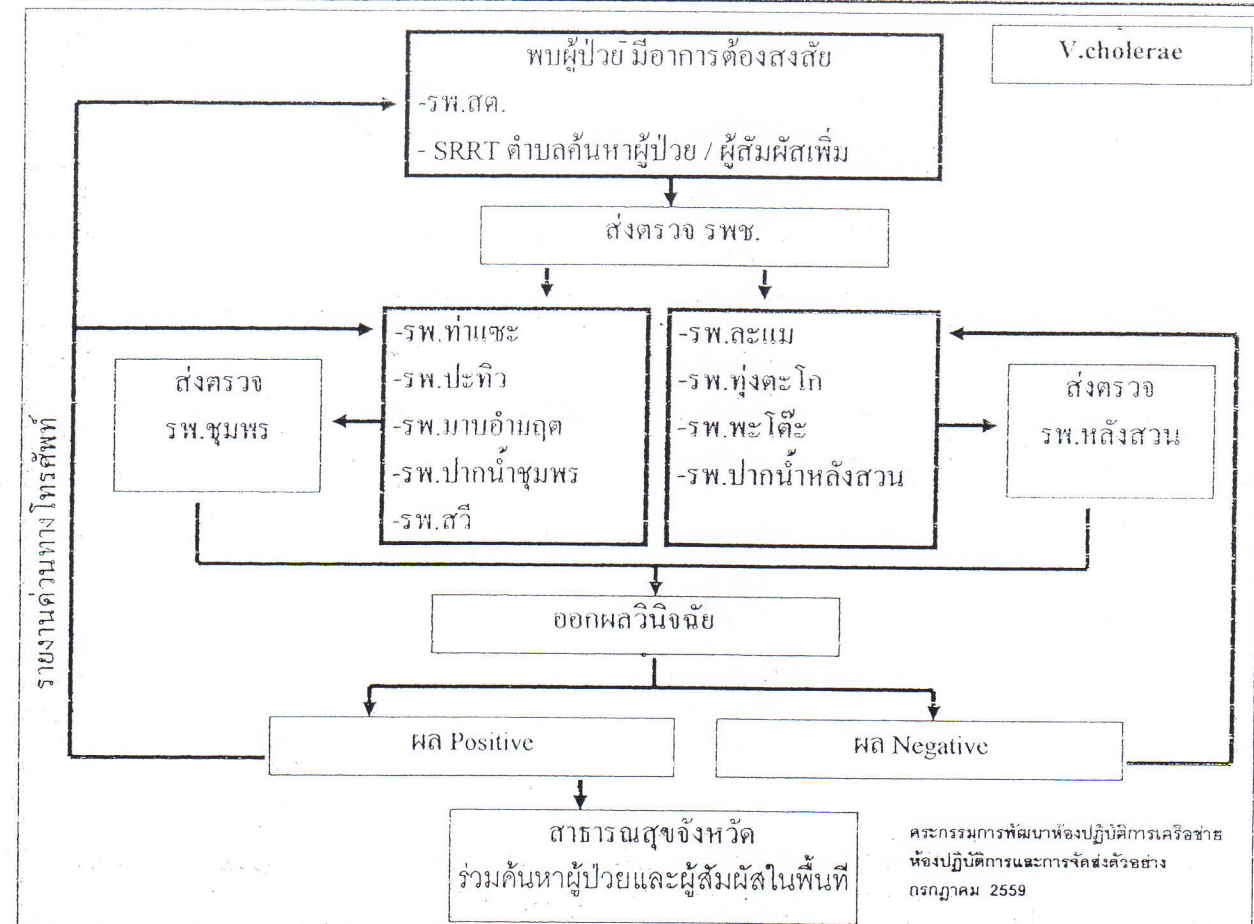 พบผู้ป่วย มีอาการต้องสงสัย
-รพ.สต.
- SRRT ตำบลค้นหาผู้ป่วย / ผู้สัมผัสเพิ่ม
V.cholerae
ส่งตรวจ รพช.
-รพ.ท่าแซะ
-รพ.ปะทิว
-รพ.มาบอำมฤต
-รพ.ปากน้ำชุมพร
-รพ.สวี
-รพ.ละแม
-รพ.ทุ่งตะโก
-รพ.พะโต๊ะ
-รพ.ปากน้ำหลังสวน
ส่งตรวจ
รพ.ชุมพร
ส่งตรวจ
รพ.หลังสวน
รายงานด่วนทางโทรศัพท์
ออกผลวินิจฉัย
ผล Positive
ผล Negative
สาธารณสุขจังหวัด
ร่วมค้นหาผู้ป่วยและผู้สัมผัสในพื้นที่
คระกรรมการพัฒนาห้องปฏิบัติการเครือข่าย
ห้องปฏิบัติการและการจัดส่งตัวอย่าง
กรกฎาคม 2559